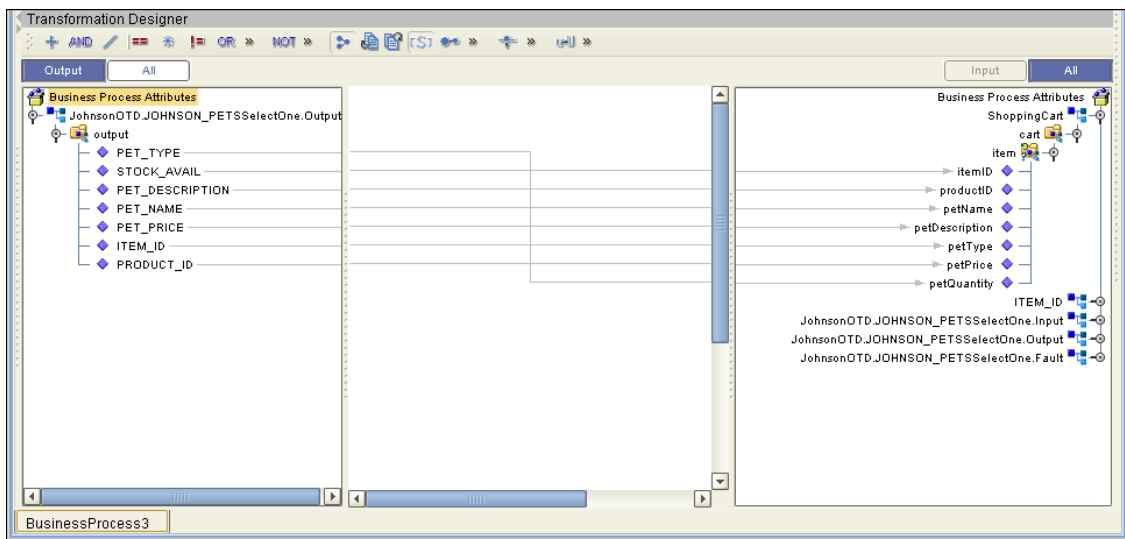 Transformation Designer
AND == != OR » NOT » [S] » » »
Output All Input All
Business Process Attributes
JohnsonOTD.JOHNSON_PETSSelectOne.Output
output
PET_TYPE
STOCK_AVAIL
PET_DESCRIPTION
PET_NAME
PET_PRICE
ITEM_ID
PRODUCT_ID
Business Process Attributes
ShoppingCart
cart
item
itemID
productID
petName
petDescription
petType
petPrice
petQuantity
ITEM_ID
JohnsonOTD.JOHNSON_PETSSelectOne.Input
JohnsonOTD.JOHNSON_PETSSelectOne.Output
JohnsonOTD.JOHNSON_PETSSelectOne.Fault
BusinessProcess3